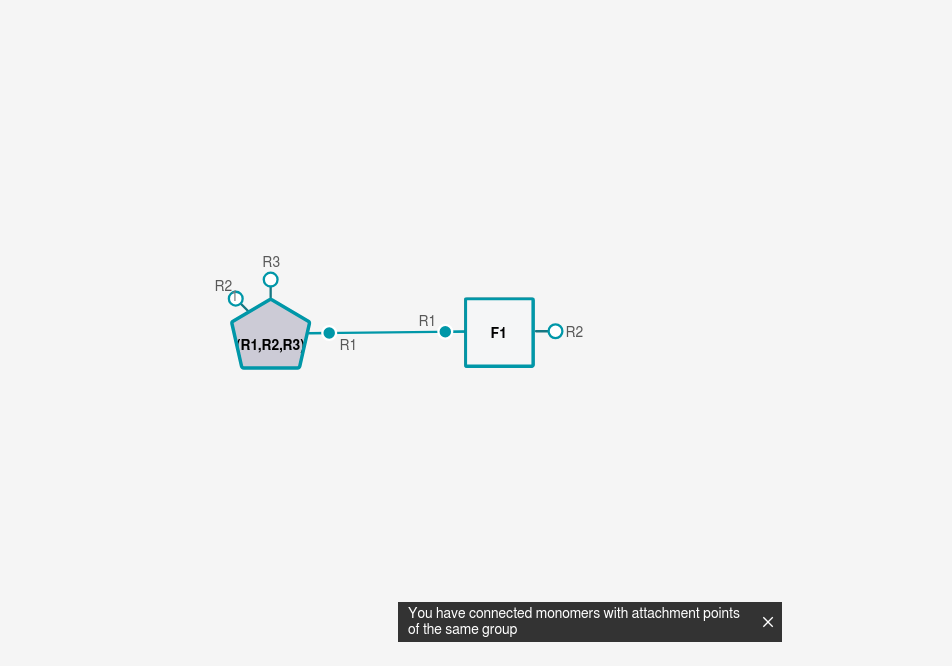 R3
R2
R1
F1
R2
(R1,R2,R3)
R1
You have connected monomers with attachment points
of the same group